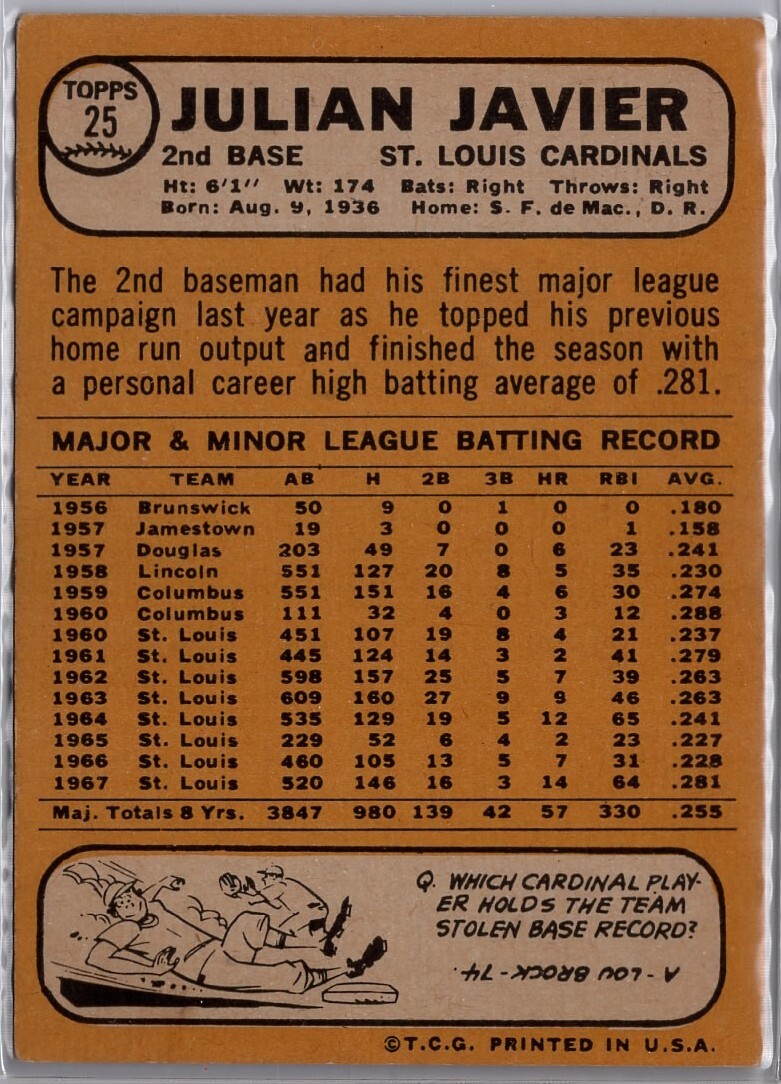 TOPPS
25
JULIAN JAVIER
2nd BASE ST. LOUIS CARDINALS
Ht: 6'1" Wt: 174 Bats: Right Throws: Right
Born: Aug. 9, 1936 Home: S. F. de Mac., D. R.
The 2nd baseman had his finest major league
campaign last year as he topped his previous
home run output and finished the season with
a personal career high batting average of .281.
MAJOR & MINOR LEAGUE BATTING RECORD
YEAR TEAM AB H 2B 3B HR RBI AVG.
1956 Brunswick 50 9 0 1 0 0 .180
1957 Jamestown 19 3 0 0 0 1 .158
1957 Douglas 203 49 7 0 6 23 .241
1958 Lincoln 551 127 20 8 5 35 .230
1959 Columbus 551 151 16 4 6 30 .274
1960 Columbus 111 32 4 0 3 12 .288
1960 St. Louis 451 107 19 8 4 21 .237
1961 St. Louis 445 124 14 3 2 41 .279
1962 St. Louis 598 157 25 5 7 39 .263
1963 St. Louis 609 160 27 9 9 46 .263
1964 St. Louis 535 129 19 5 12 65 .241
1965 St. Louis 229 52 6 4 2 23 .227
1966 St. Louis 460 105 13 5 7 31 .228
1967 St. Louis 520 146 16 3 14 64 .281
Maj. Totals 8 Yrs. 3847 980 139 42 57 330 .255
Q. WHICH CARDINAL PLAY-
ER HOLDS THE TEAM
STOLEN BASE RECORD?
A - LOU BROCK - 74.
©T.C.G. PRINTED IN U.S.A.